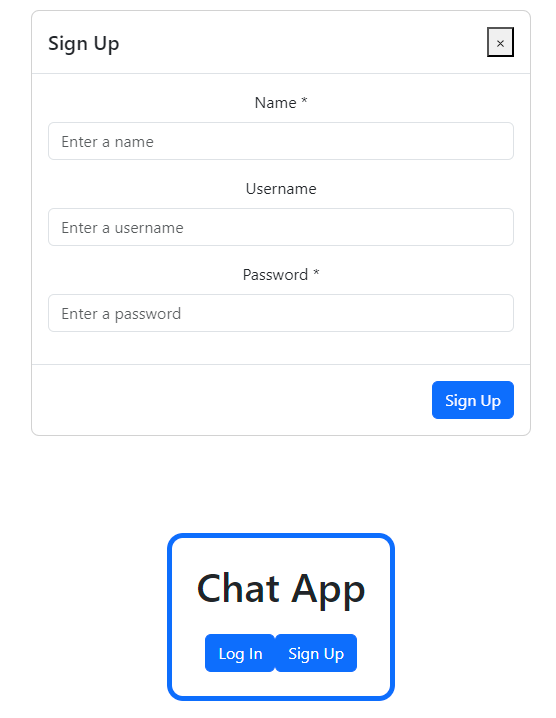 Sign Up ×
Name *
Enter a name
Username
Enter a username
Password *
Enter a password
Sign Up
Chat App
Log In Sign Up